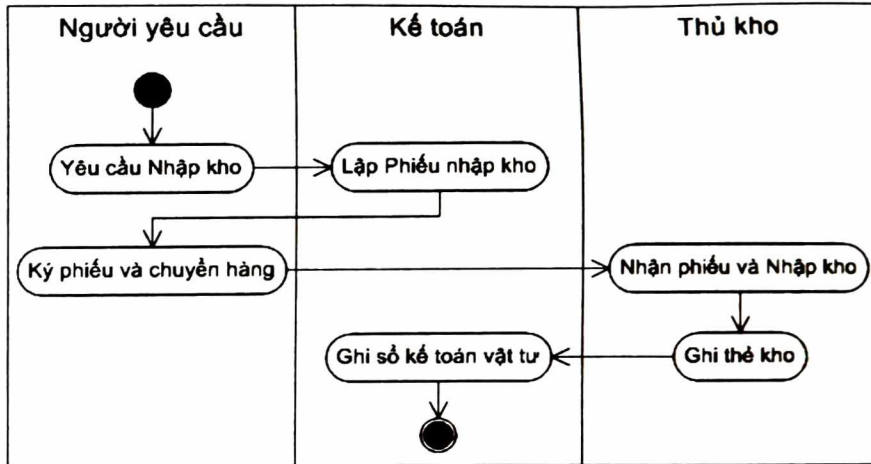 Người yêu cầu
Kế toán
Thủ kho
Yêu cầu Nhập kho
Lập Phiếu nhập kho
Ký phiếu và chuyển hàng
Nhận phiếu và Nhập kho
Ghi sổ kế toán vật tư
Ghi thẻ kho